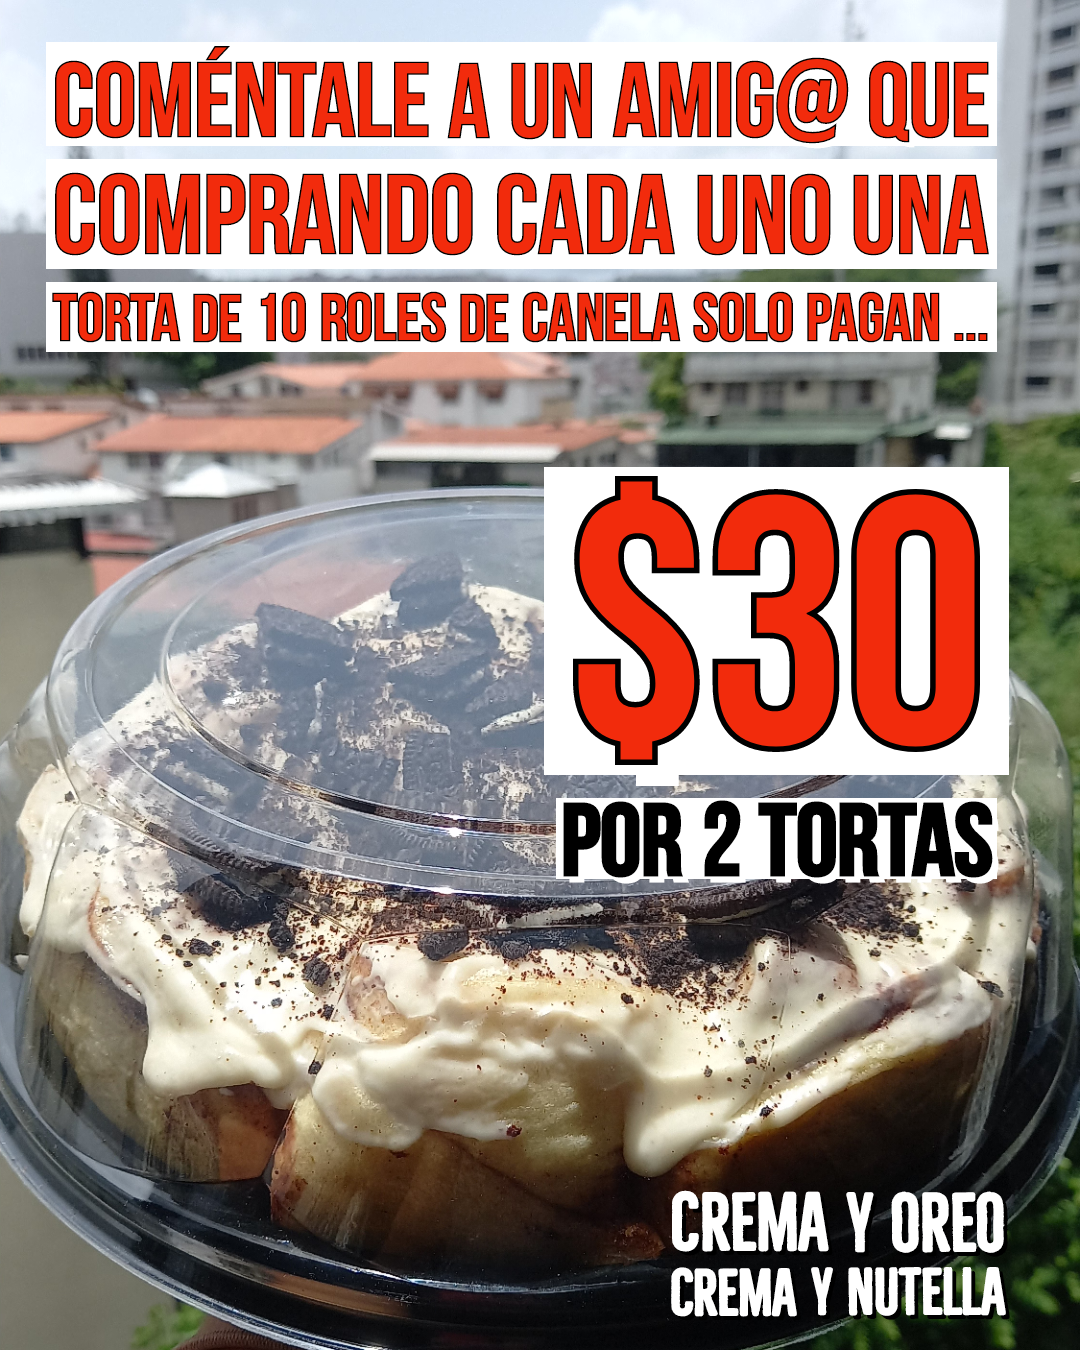 COMÉNTALE A UN AMIG@ QUE
COMPRANDO CADA UNO UNA
TORTA DE 10 ROLES DE CANELA SOLO PAGAN ...
$30
POR 2 TORTAS
CREMA Y OREO
CREMA Y NUTELLA